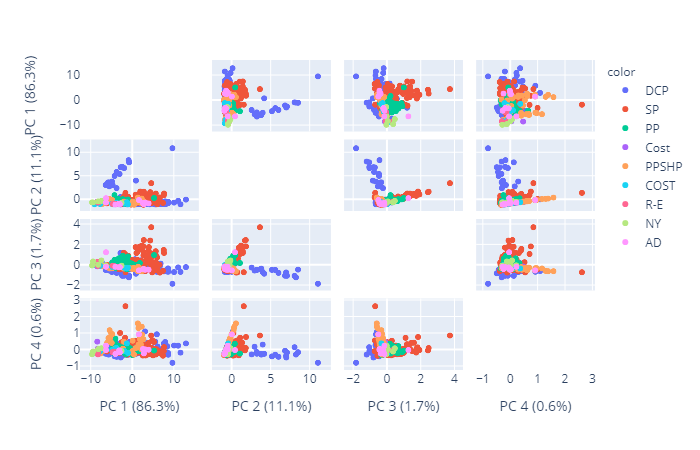 color
DCP
SP
PP
Cost
PPSHP
COST
R-E
NY
AD
PC 1 (86.3%)
10
0
−10
PC 2 (11.1%)
10
5
0
PC 3 (1.7%)
4
2
0
−2
PC 4 (0.6%)
3
2
1
0
−1
−10 0 10
0 5 10
−2 0 2 4
−1 0 1 2 3
PC 1 (86.3%)
PC 2 (11.1%)
PC 3 (1.7%)
PC 4 (0.6%)